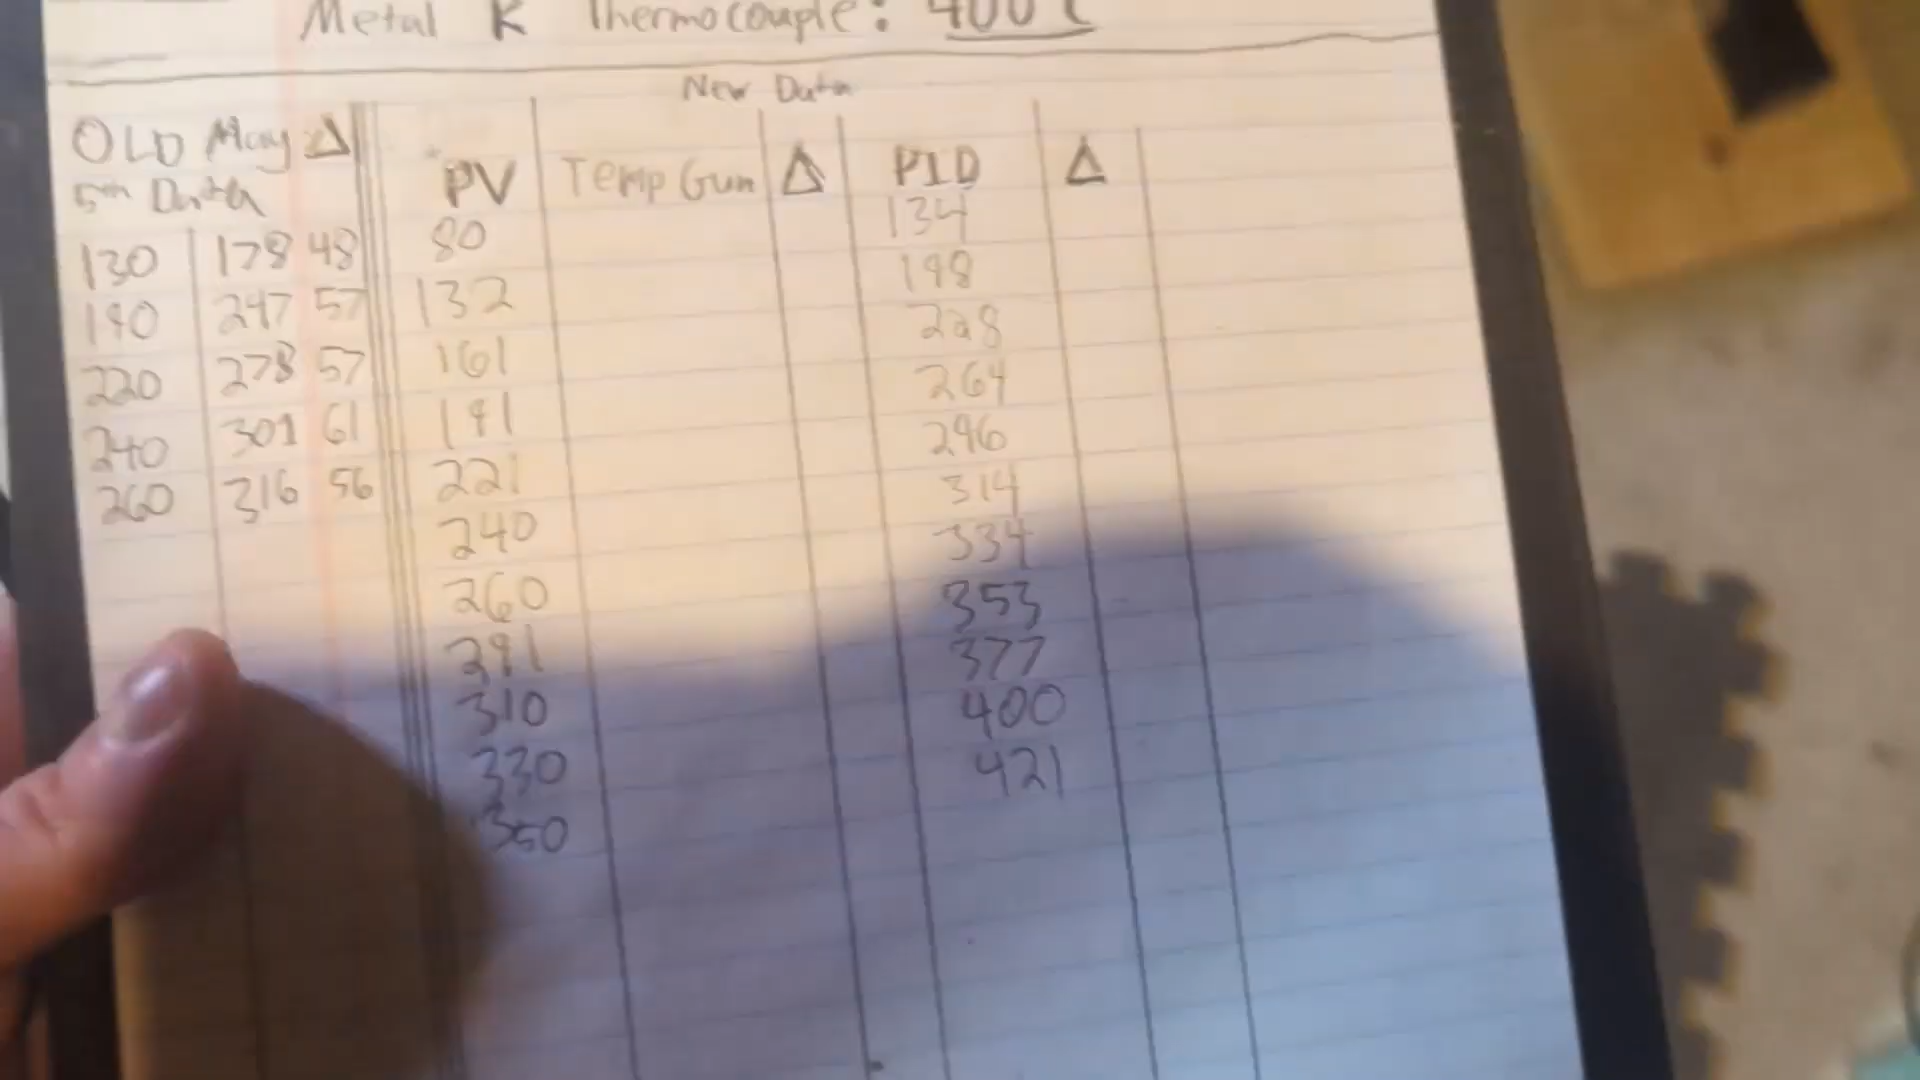 Metal K Thermocouple: 400 C
New Data
OLD May Δ
5th Data
PV Temp Gun Δ PID Δ
130 178 48 80 134
190 247 57 132 198
220 278 57 161 228
240 301 61 191 264
260 316 56 221 296
240 314
260 334
291 353
310 377
330 400
350 421